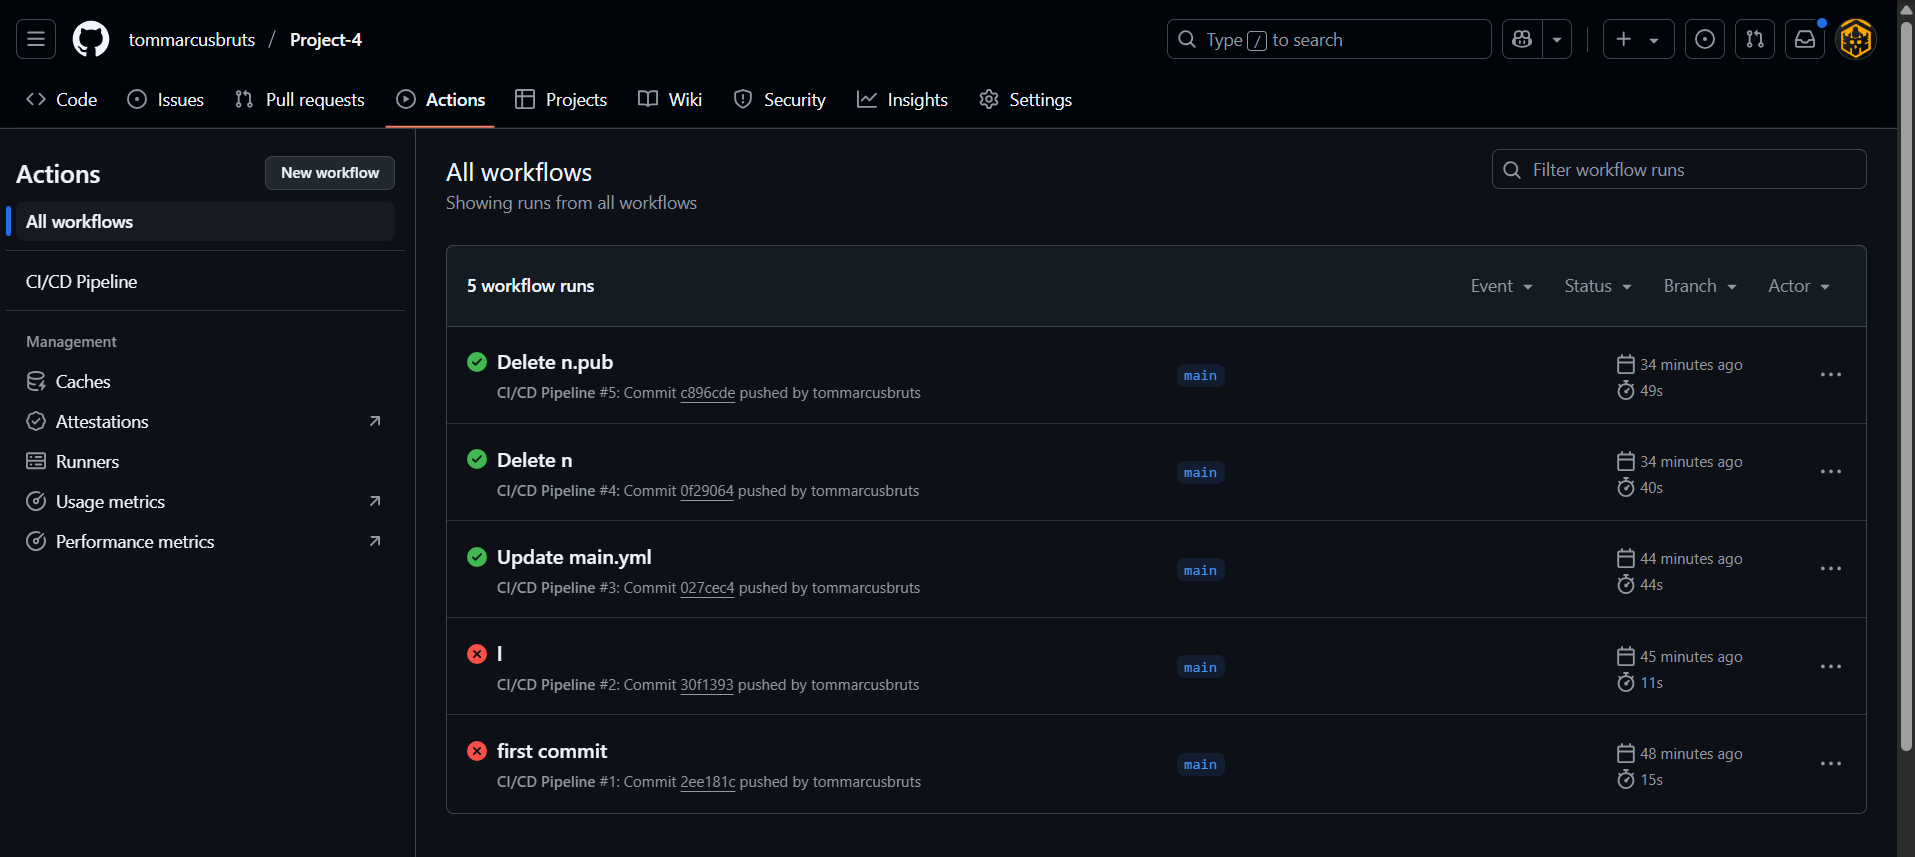 tommarcusbruts / Project-4
Type / to search
Code Issues Pull requests Actions Projects Wiki Security Insights Settings
Actions
New workflow
All workflows
CI/CD Pipeline
Management
Caches
Attestations
Runners
Usage metrics
Performance metrics
All workflows
Showing runs from all workflows
Filter workflow runs
5 workflow runs
Event Status Branch Actor
Delete n.pub
CI/CD Pipeline #5: Commit c896cde pushed by tommarcusbruts
main
34 minutes ago
49s
Delete n
CI/CD Pipeline #4: Commit 0f29064 pushed by tommarcusbruts
main
34 minutes ago
40s
Update main.yml
CI/CD Pipeline #3: Commit 027cec4 pushed by tommarcusbruts
main
44 minutes ago
44s
l
CI/CD Pipeline #2: Commit 30f1393 pushed by tommarcusbruts
main
45 minutes ago
11s
first commit
CI/CD Pipeline #1: Commit 2ee181c pushed by tommarcusbruts
main
48 minutes ago
15s